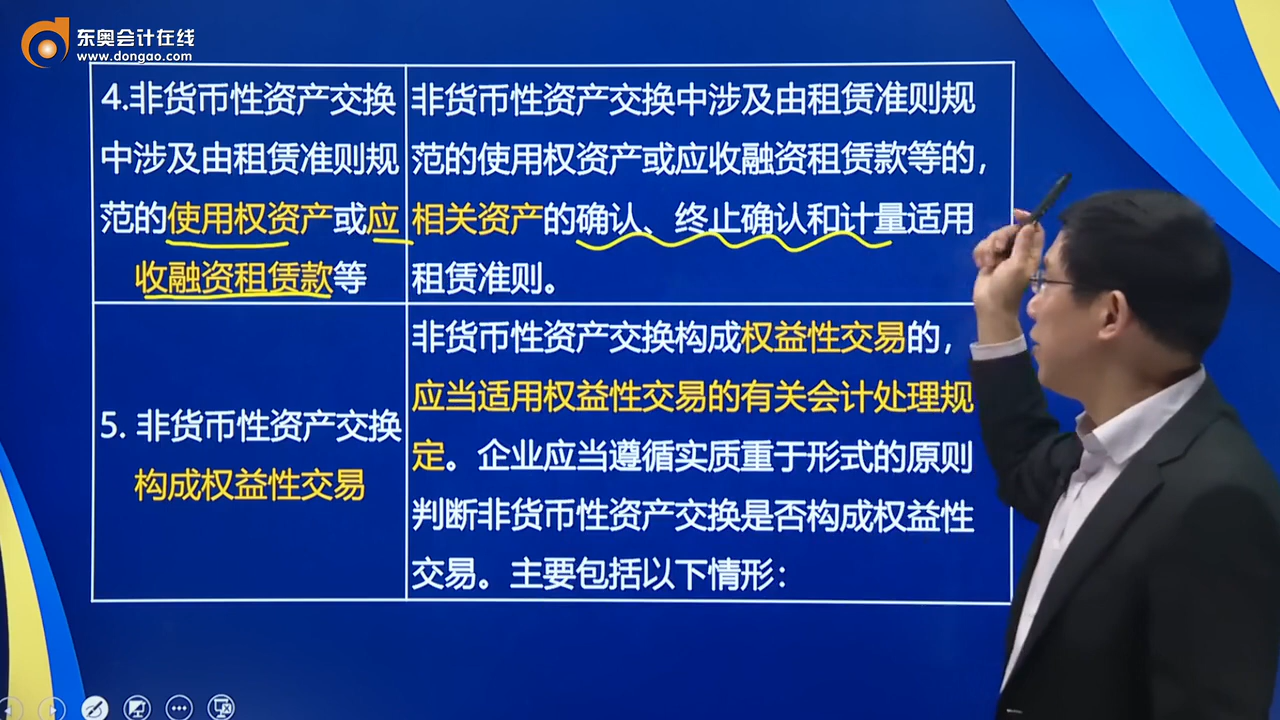 东奥会计在线
www.dongao.com
4.非货币性资产交换
中涉及由租赁准则规
范的使用权资产或应
收融资租赁款等
非货币性资产交换中涉及由租赁准则规
范的使用权资产或应收融资租赁款等的，
相关资产的确认、终止确认和计量适用
租赁准则。
5. 非货币性资产交换
构成权益性交易
非货币性资产交换构成权益性交易的，
应当适用权益性交易的有关会计处理规
定。企业应当遵循实质重于形式的原则
判断非货币性资产交换是否构成权益性
交易。主要包括以下情形：